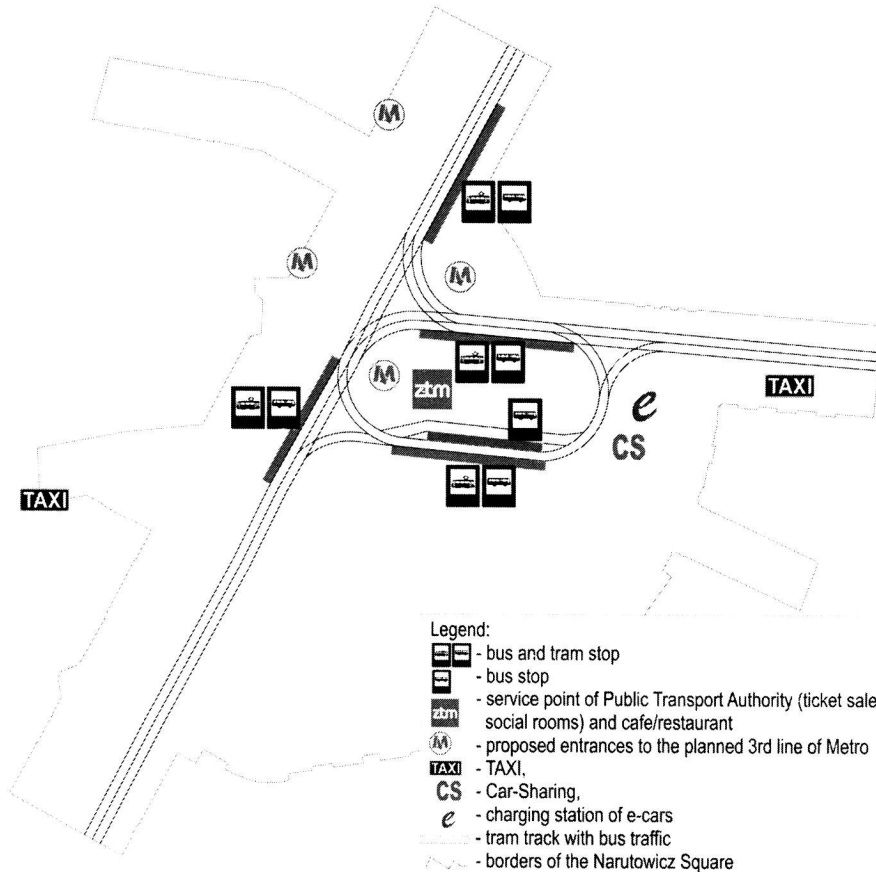 M
M
M
M
ztm
TAXI
e
CS
TAXI
Legend:
- bus and tram stop
- bus stop
ztm - service point of Public Transport Authority (ticket sale
social rooms) and cafe/restaurant
M - proposed entrances to the planned 3rd line of Metro
TAXI - TAXI,
CS - Car-Sharing,
e - charging station of e-cars
- tram track with bus traffic
- borders of the Narutowicz Square